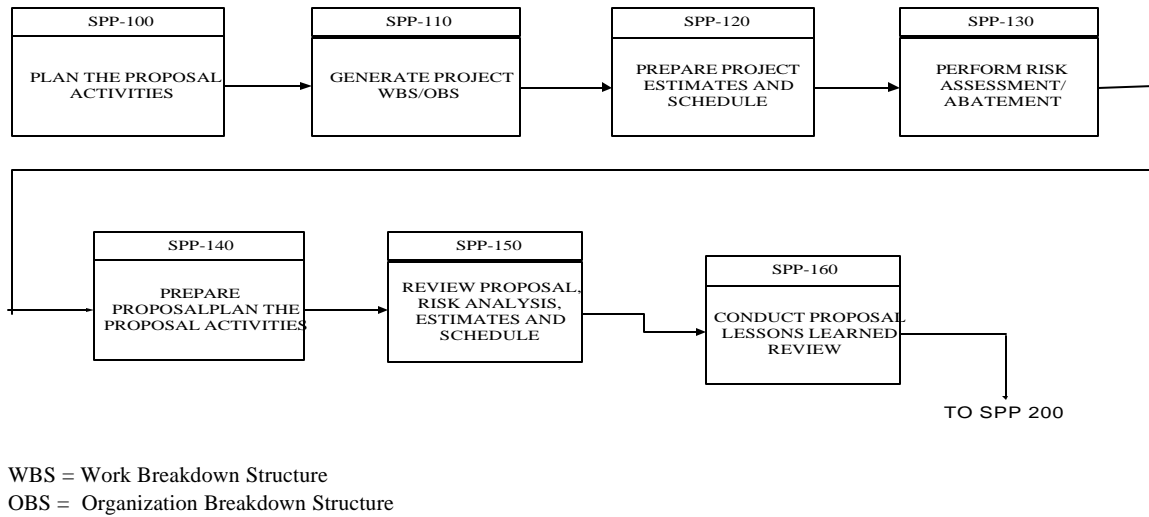 SPP-100
PLAN THE PROPOSAL
ACTIVITIES
SPP-110
GENERATE PROJECT
WBS/OBS
SPP-120
PREPARE PROJECT
ESTIMATES AND
SCHEDULE
SPP-130
PERFORM RISK
ASSESSMENT/
ABATEMENT
SPP-140
PREPARE
PROPOSALPLAN THE
PROPOSAL ACTIVITIES
SPP-150
REVIEW PROPOSAL,
RISK ANALYSIS,
ESTIMATES AND
SCHEDULE
SPP-160
CONDUCT PROPOSAL
LESSONS LEARNED
REVIEW
TO SPP 200
WBS = Work Breakdown Structure
OBS = Organization Breakdown Structure